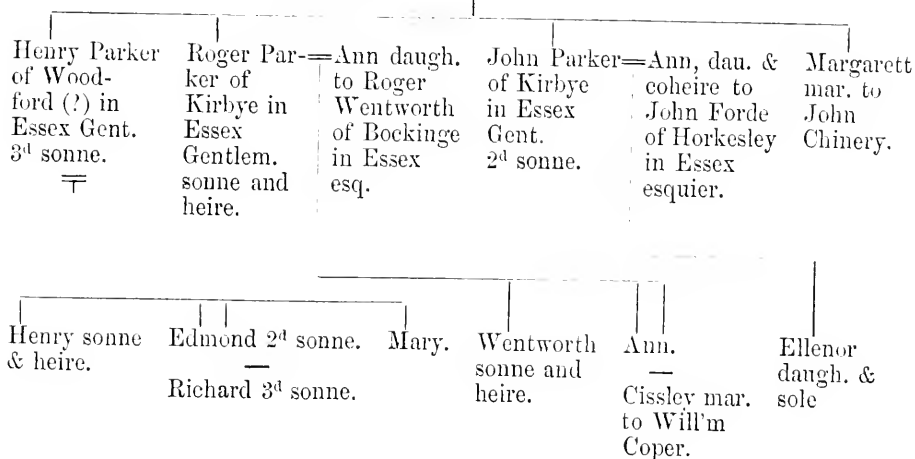 Henry Parker
of Wood-
ford (?) in
Essex Gent.
3d sonne.
Roger Par-
ker of
Kirbye in
Essex
Gentlem.
sonne and
heire.
=Ann daugh.
to Roger
Wentworth
of Bockinge
in Essex
esq.
John Parker
of Kirbye
in Essex
Gent.
2d sonne.
=Ann, dau. &
coheire to
John Forde
of Horkesley
in Essex
esquier.
Margarett
mar. to
John
Chinery.
Henry sonne
& heire.
Edmond 2d sonne.
—
Richard 3d sonne.
Mary.
Wentworth
sonne and
heire.
Ann.
—
Cissley mar.
to Will'm
Coper.
Ellenor
daugh. &
sole